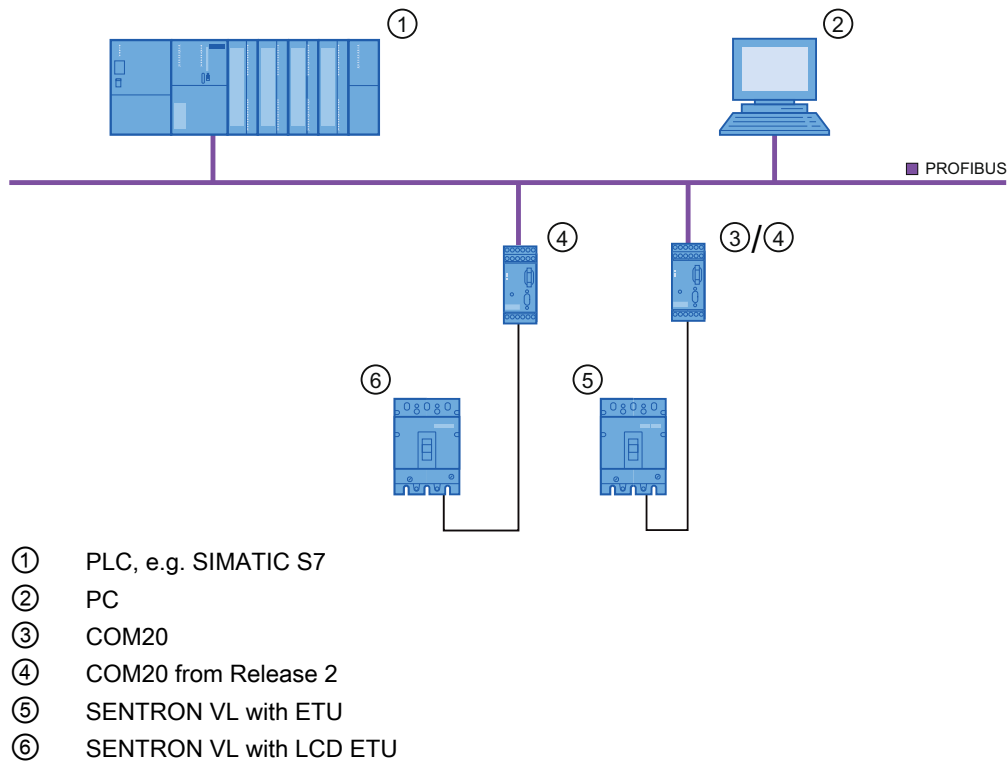 ① ②
PROFIBUS
④ ③/④
⑥ ⑤
① PLC, e.g. SIMATIC S7
② PC
③ COM20
④ COM20 from Release 2
⑤ SENTRON VL with ETU
⑥ SENTRON VL with LCD ETU